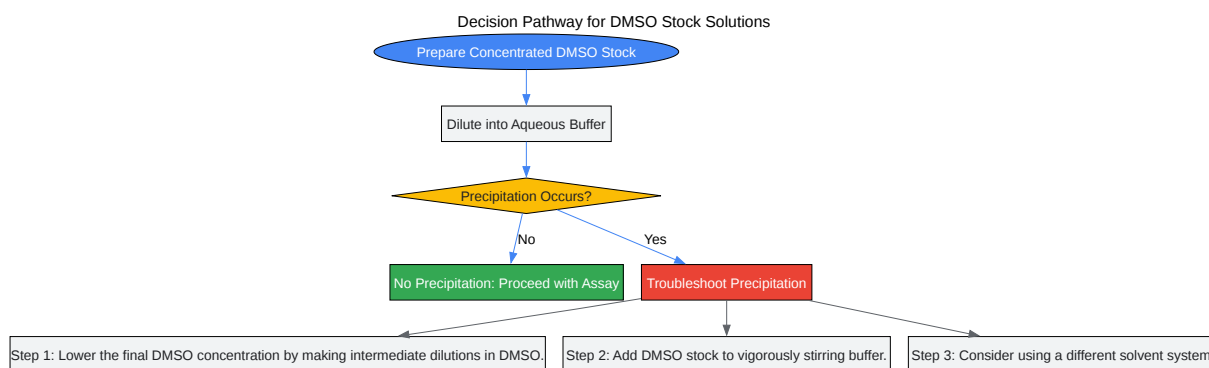 Decision Pathway for DMSO Stock Solutions
Prepare Concentrated DMSO Stock
Dilute into Aqueous Buffer
Precipitation Occurs?
No
Yes
No Precipitation: Proceed with Assay
Troubleshoot Precipitation
Step 1: Lower the final DMSO concentration by making intermediate dilutions in DMSO.
Step 2: Add DMSO stock to vigorously stirring buffer.
Step 3: Consider using a different solvent system